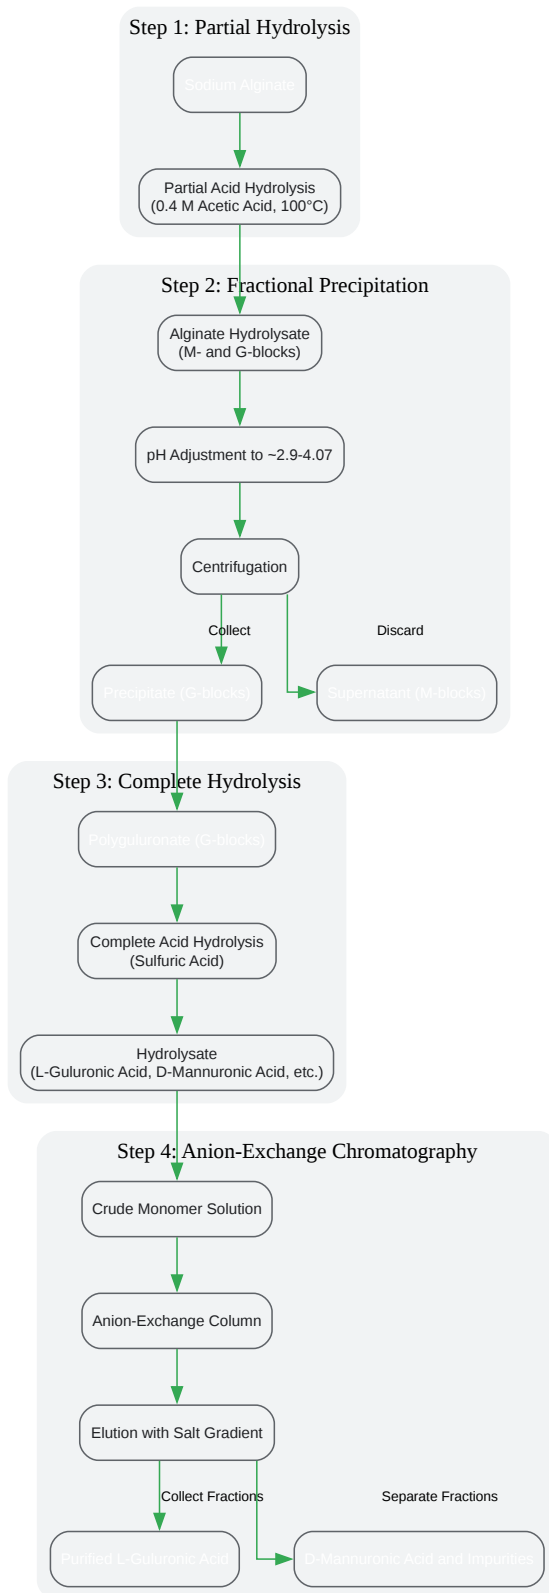 Step 1: Partial Hydrolysis
Sodium Alginate
Partial Acid Hydrolysis
(0.4 M Acetic Acid, 100°C)
Step 2: Fractional Precipitation
Alginate Hydrolysate
(M- and G-blocks)
pH Adjustment to ~2.9-4.07
Centrifugation
Collect
Discard
Precipitate (G-blocks)
Supernatant (M-blocks)
Step 3: Complete Hydrolysis
Polyguluronate (G-blocks)
Complete Acid Hydrolysis
(Sulfuric Acid)
Hydrolysate
(L-Guluronic Acid, D-Mannuronic Acid, etc.)
Step 4: Anion-Exchange Chromatography
Crude Monomer Solution
Anion-Exchange Column
Elution with Salt Gradient
Collect Fractions
Separate Fractions
Purified L-Guluronic Acid
D-Mannuronic Acid and Impurities